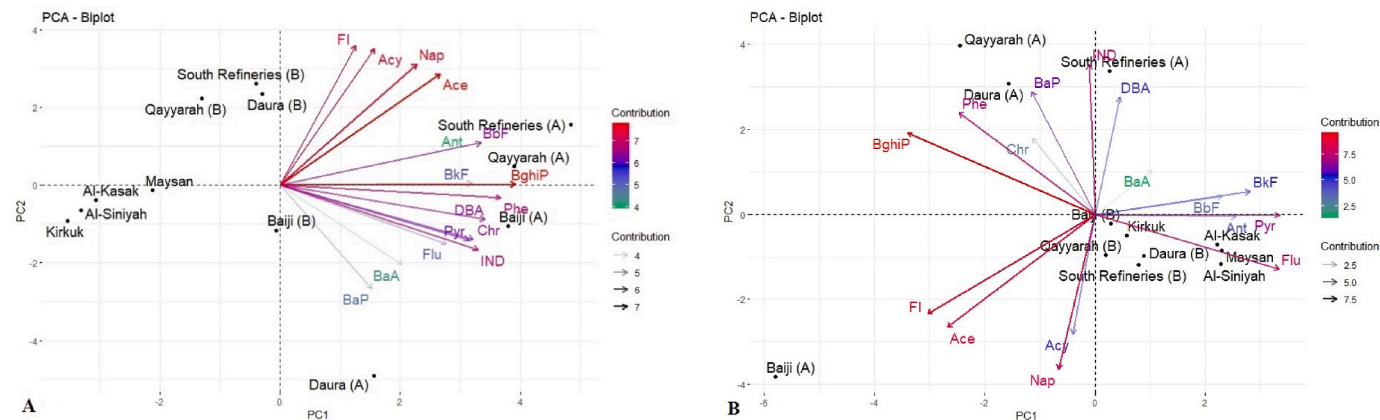 PCA - Biplot
4
2
0
-2
-4
PC2
-2
0
2
4
PC1
Fl
Acy
Nap
Ace
South Refineries (B)
Qayyarah (B)
Daura (B)
South Refineries (A)
BbF
Ant
Qayyarah (A)
BkF
BghiP
Maysan
Al-Kasak
Al-Siniyah
Kirkuk
Baiji (B)
Phe
DBA
Baiji (A)
Pyr
Chr
Flu
IND
BaA
BaP
Daura (A)
Contribution
7
6
5
4
Contribution
4
5
6
7
A
B
PCA - Biplot
4
2
0
-2
-4
PC2
-6
-4
-2
0
2
4
PC1
Qayyarah (A)
IND
South Refineries (A)
Daura (A)
BaP
DBA
Phe
BghiP
Chr
BaA
BkF
BbF
Baiji (B)
Kirkuk
Ant
Pyr
Al-Kasak
Qayyarah (B)
Daura (B)
Maysan
Flu
South Refineries (B)
Al-Siniyah
Fl
Ace
Acy
Nap
Baiji (A)
Contribution
7.5
5.0
2.5
Contribution
2.5
5.0
7.5